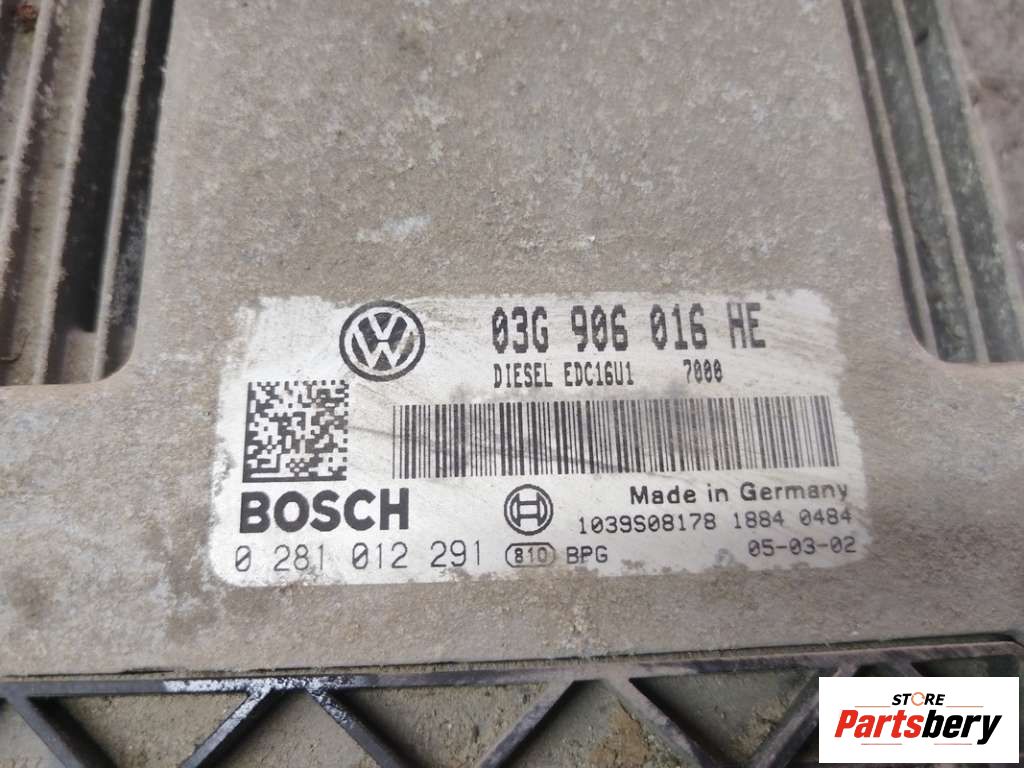 03G 906 016 HE
DIESEL EDC16U1 7000
BOSCH
Made in Germany
1039S08178 1884 0484
0 281 012 291 810 BPG 05-03-02
STORE
Partsbery